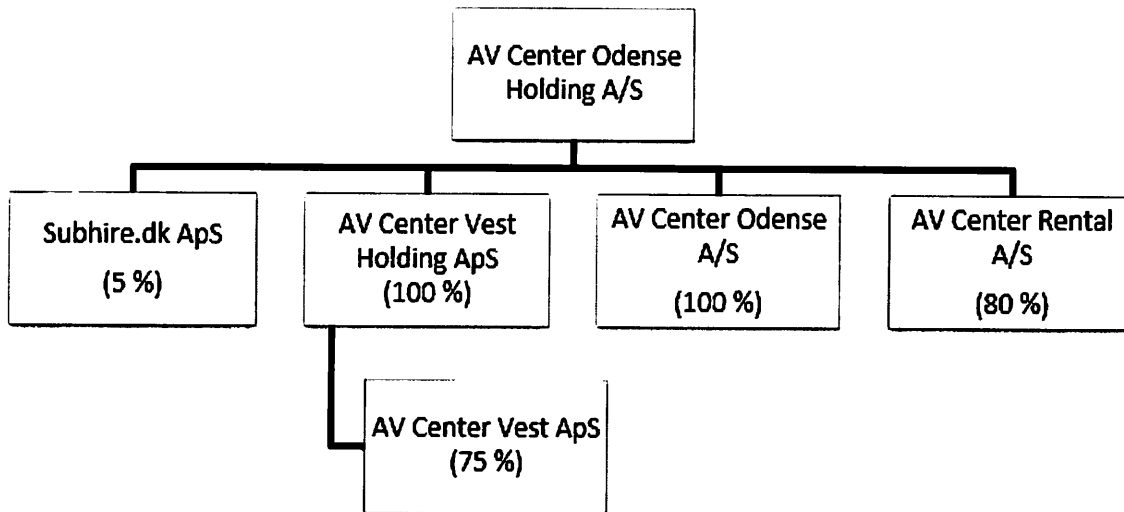 AV Center Odense
Holding A/S
Subhire.dk ApS
(5 %)
AV Center Vest
Holding ApS
(100 %)
AV Center Odense
A/S
(100 %)
AV Center Rental
A/S
(80 %)
AV Center Vest ApS
(75 %)